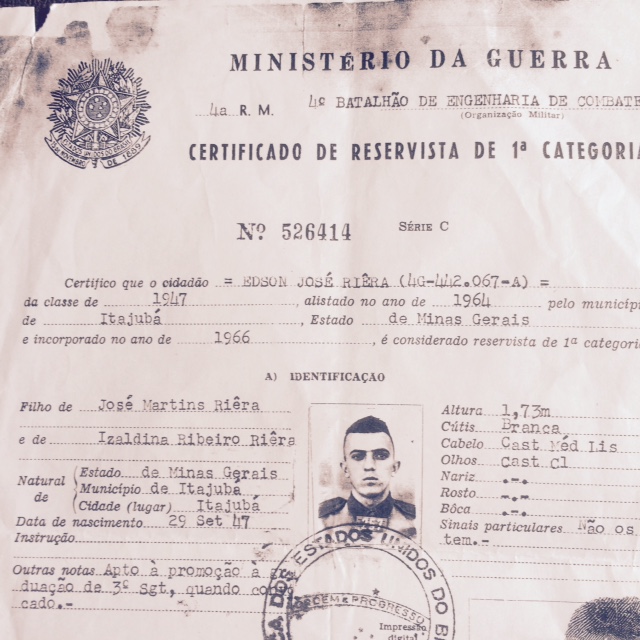 MINISTÉRIO DA GUERRA
4a R. M. 4º BATALHÃO DE ENGENHARIA DE COMBATE
(Organização Militar)
CERTIFICADO DE RESERVISTA DE 1ª CATEGORIA
Nº 526414 SÉRIE C
Certifico que o cidadão = EDSON JOSÉ RIÊRA (4G-442.067-A) =
da classe de 1947, alistado no ano de 1964 pelo municípi
de Itajubá, Estado de Minas Gerais
e incorporado no ano de 1966, é considerado reservista de 1ª categori
A) IDENTIFICAÇÃO
Filho de José Martins Riêra
e de Izaldina Ribeiro Riêra
Natural de
Estado de Minas Gerais
Município de Itajubá
Cidade (lugar) Itajubá
Data de nascimento 29 Set 47
Instrução
Outras notas Apto à promoção à
duação de 3º Sgt, quando
cado.-
Altura 1,73m
Cútis Branca
Cabelo Cast Méd Lis
Olhos Cast Cl
Nariz -.-
Rosto -.-
Bôca -.-
Sinais particulares Não os
tem.-
ESTADOS UNIDOS DO
ORDEM E PROGRESSO
Impressão
digital